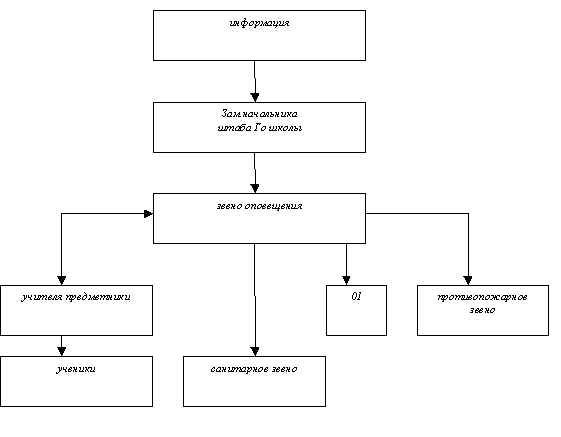 информация
Зам.начальника
штаба Го школы
звено оповещения
учителя предметники
01
противопожарное
звено
ученики
санитарное звено